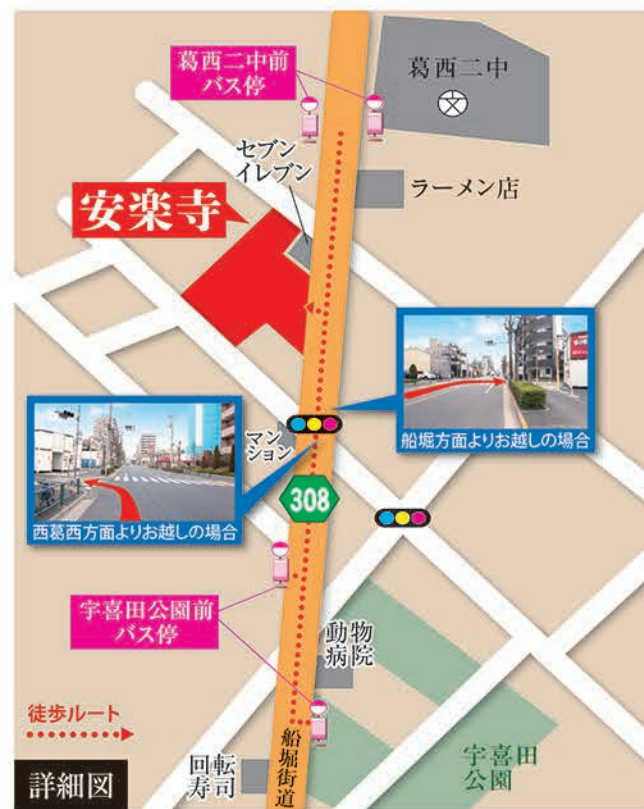 葛西二中前
バス停
葛西二中
文
セブン
イレブン
ラーメン店
安楽寺
船堀方面よりお越しの場合
マン
ション
西葛西方面よりお越しの場合
308
宇喜田公園前
バス停
動物
病院
徒歩ルート
船堀街道
回転
寿司
宇喜田
公園
詳細図